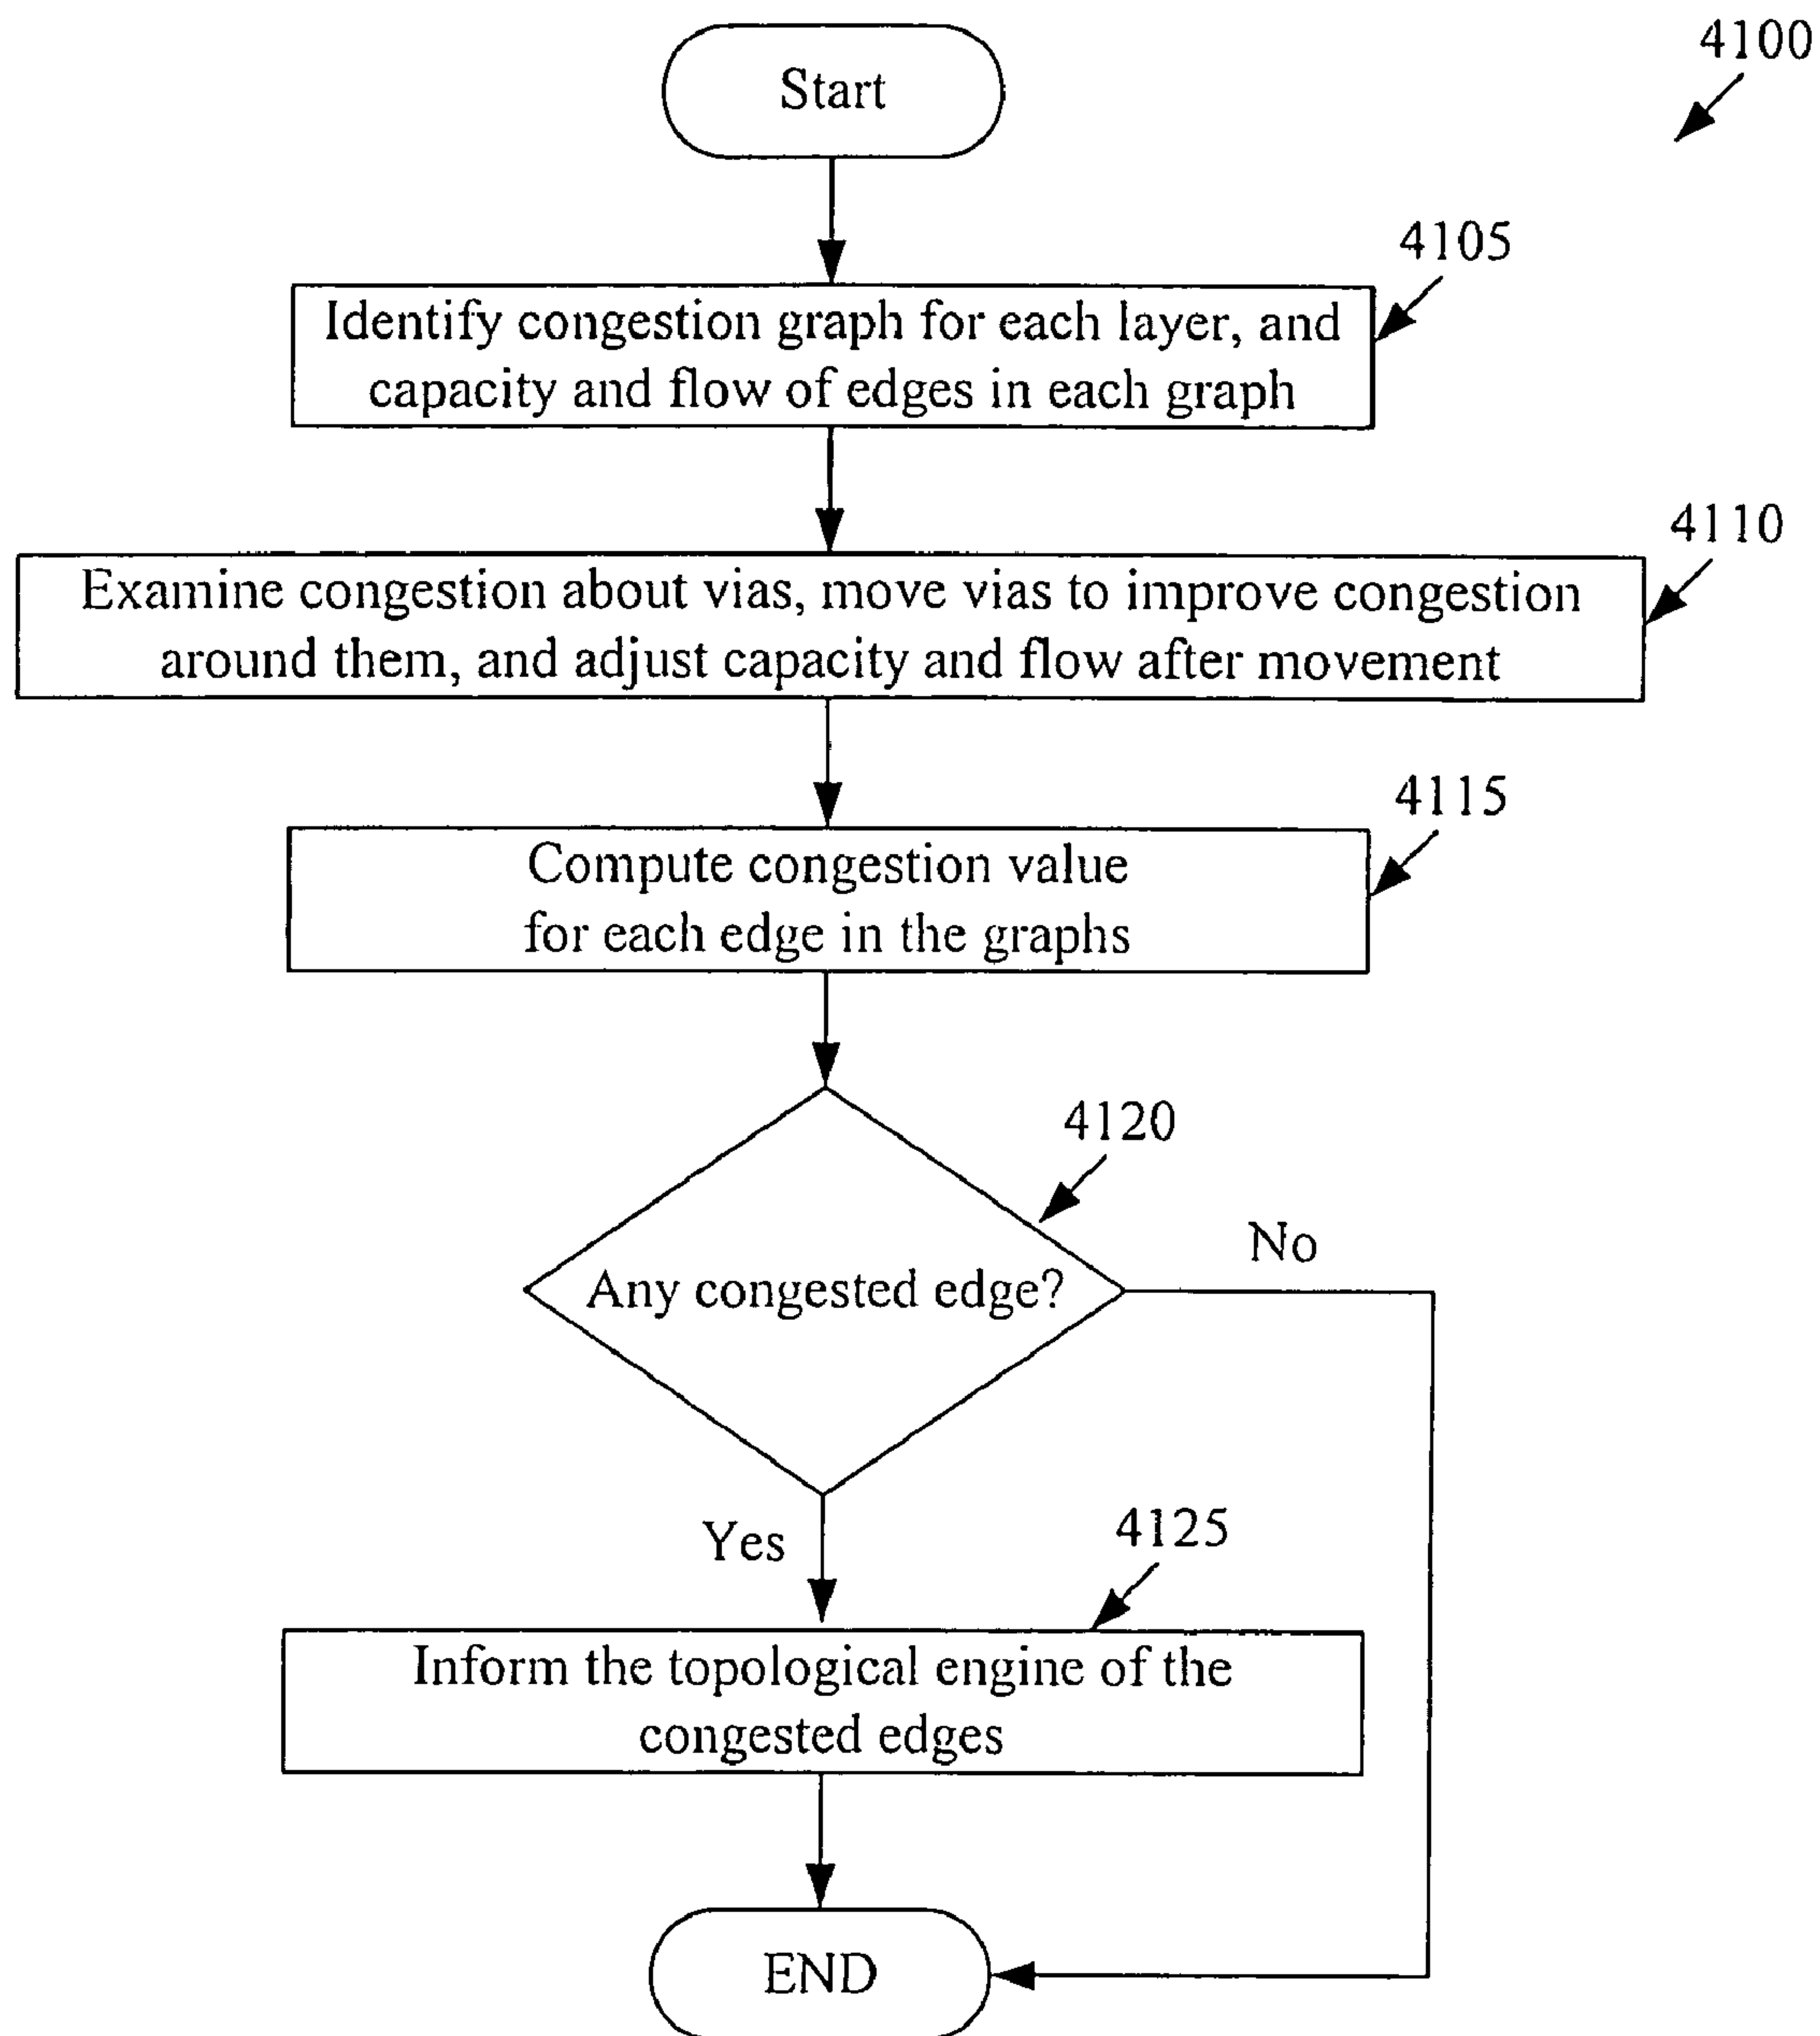 4100
Start
4105
Identify congestion graph for each layer, and
capacity and flow of edges in each graph
4110
Examine congestion about vias, move vias to improve congestion
around them, and adjust capacity and flow after movement
4115
Compute congestion value
for each edge in the graphs
4120
Any congested edge?
No
Yes
4125
Inform the topological engine of the
congested edges
END